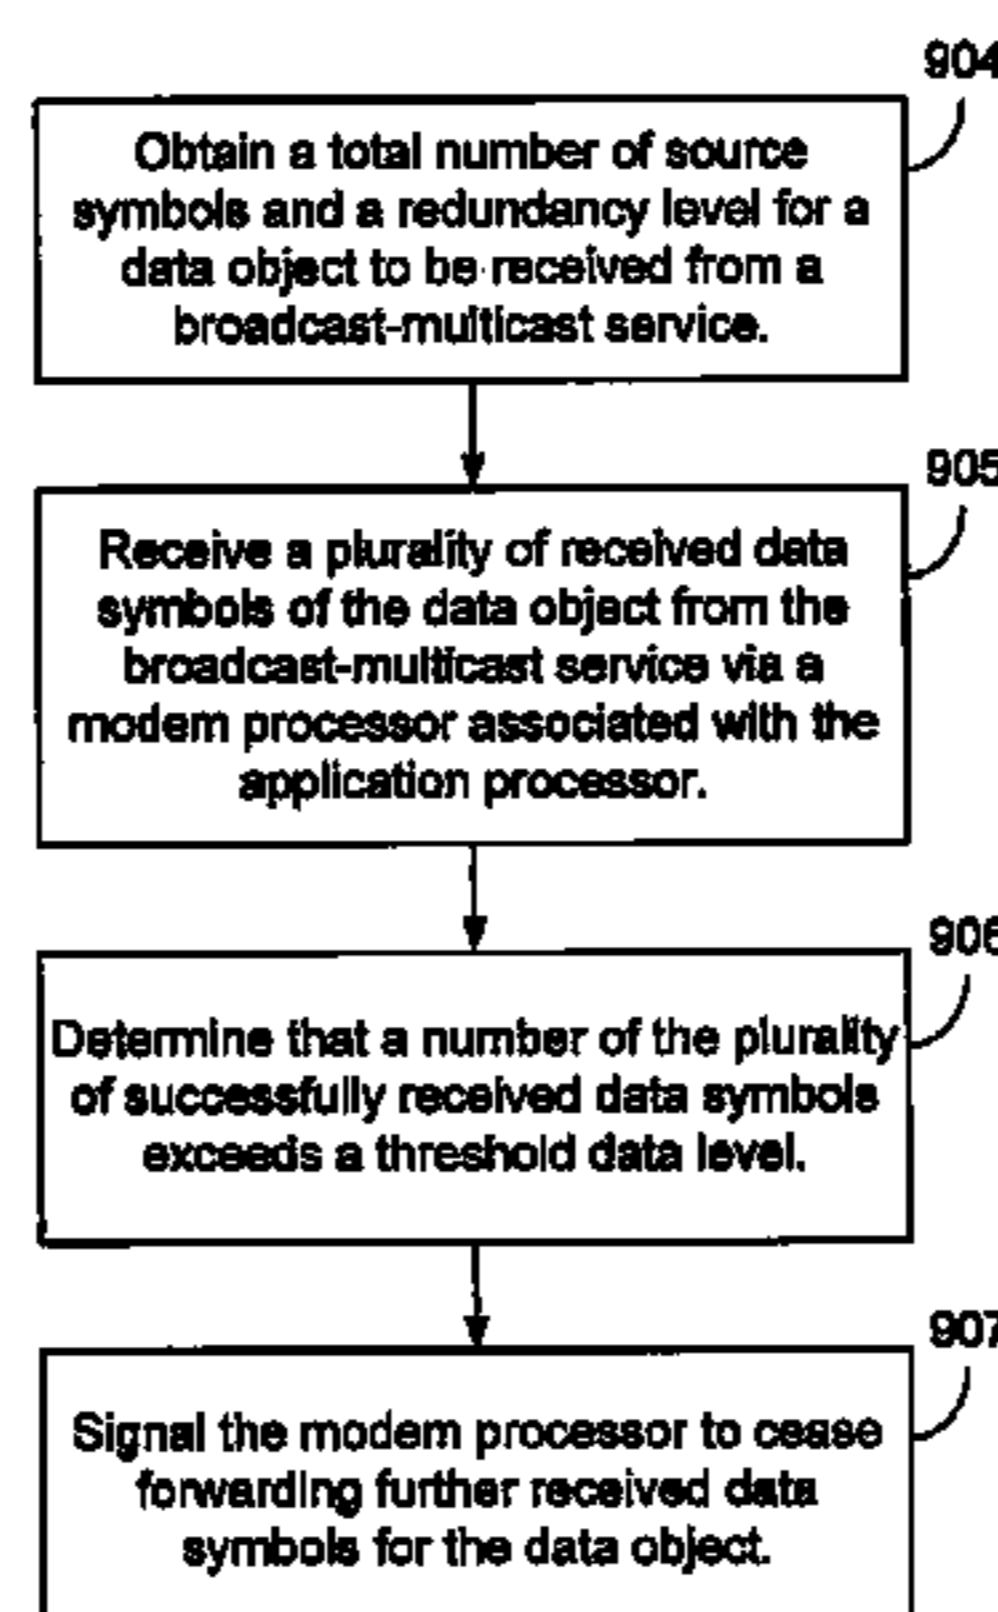 904
Obtain a total number of source
symbols and a redundancy level for a
data object to be received from a
broadcast-multicast service.
905
Receive a plurality of received data
symbols of the data object from the
broadcast-multicast service via a
modem processor associated with the
application processor.
906
Determine that a number of the plurality
of successfully received data symbols
exceeds a threshold data level.
907
Signal the modem processor to cease
forwarding further received data
symbols for the data object.